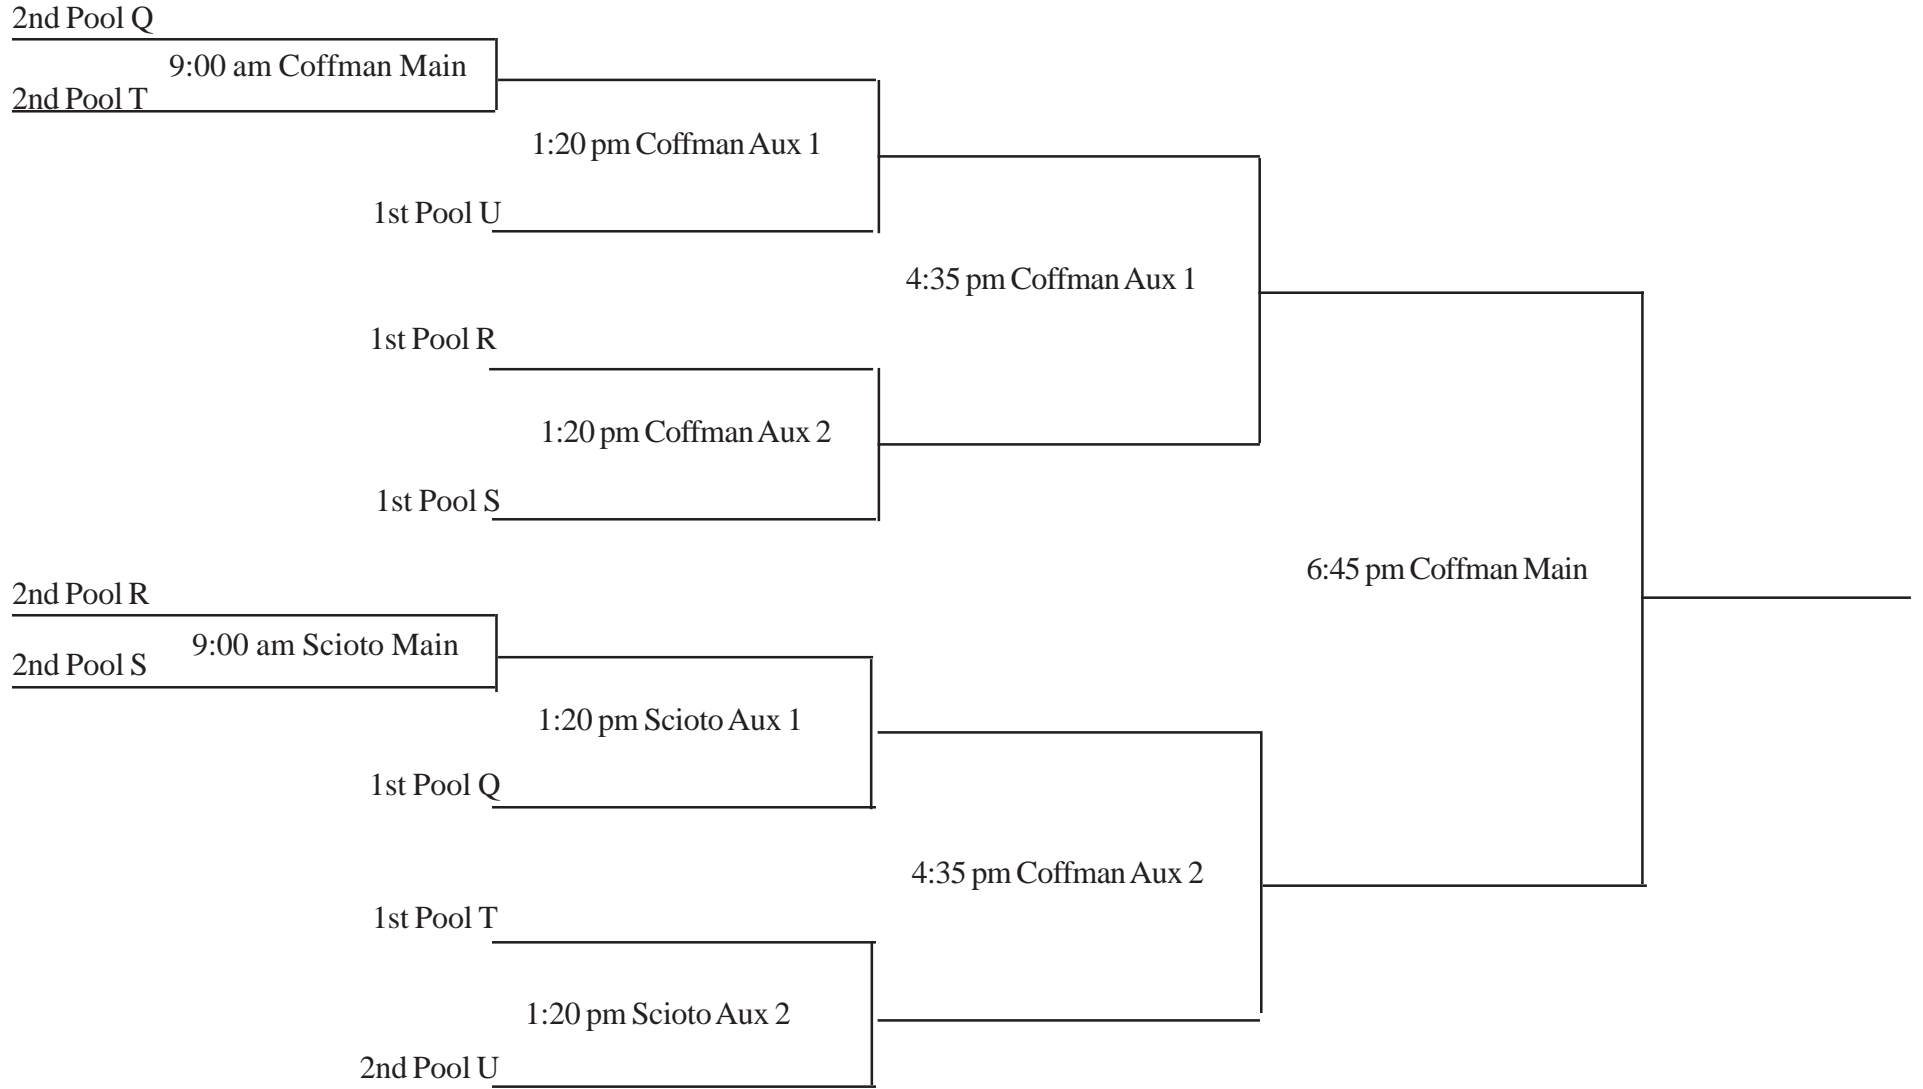 2nd Pool Q
9:00 am Coffman Main
2nd Pool T
1:20 pm Coffman Aux 1
1st Pool U
4:35 pm Coffman Aux 1
1st Pool R
1:20 pm Coffman Aux 2
1st Pool S
6:45 pm Coffman Main
2nd Pool R
9:00 am Scioto Main
2nd Pool S
1:20 pm Scioto Aux 1
1st Pool Q
4:35 pm Coffman Aux 2
1st Pool T
1:20 pm Scioto Aux 2
2nd Pool U